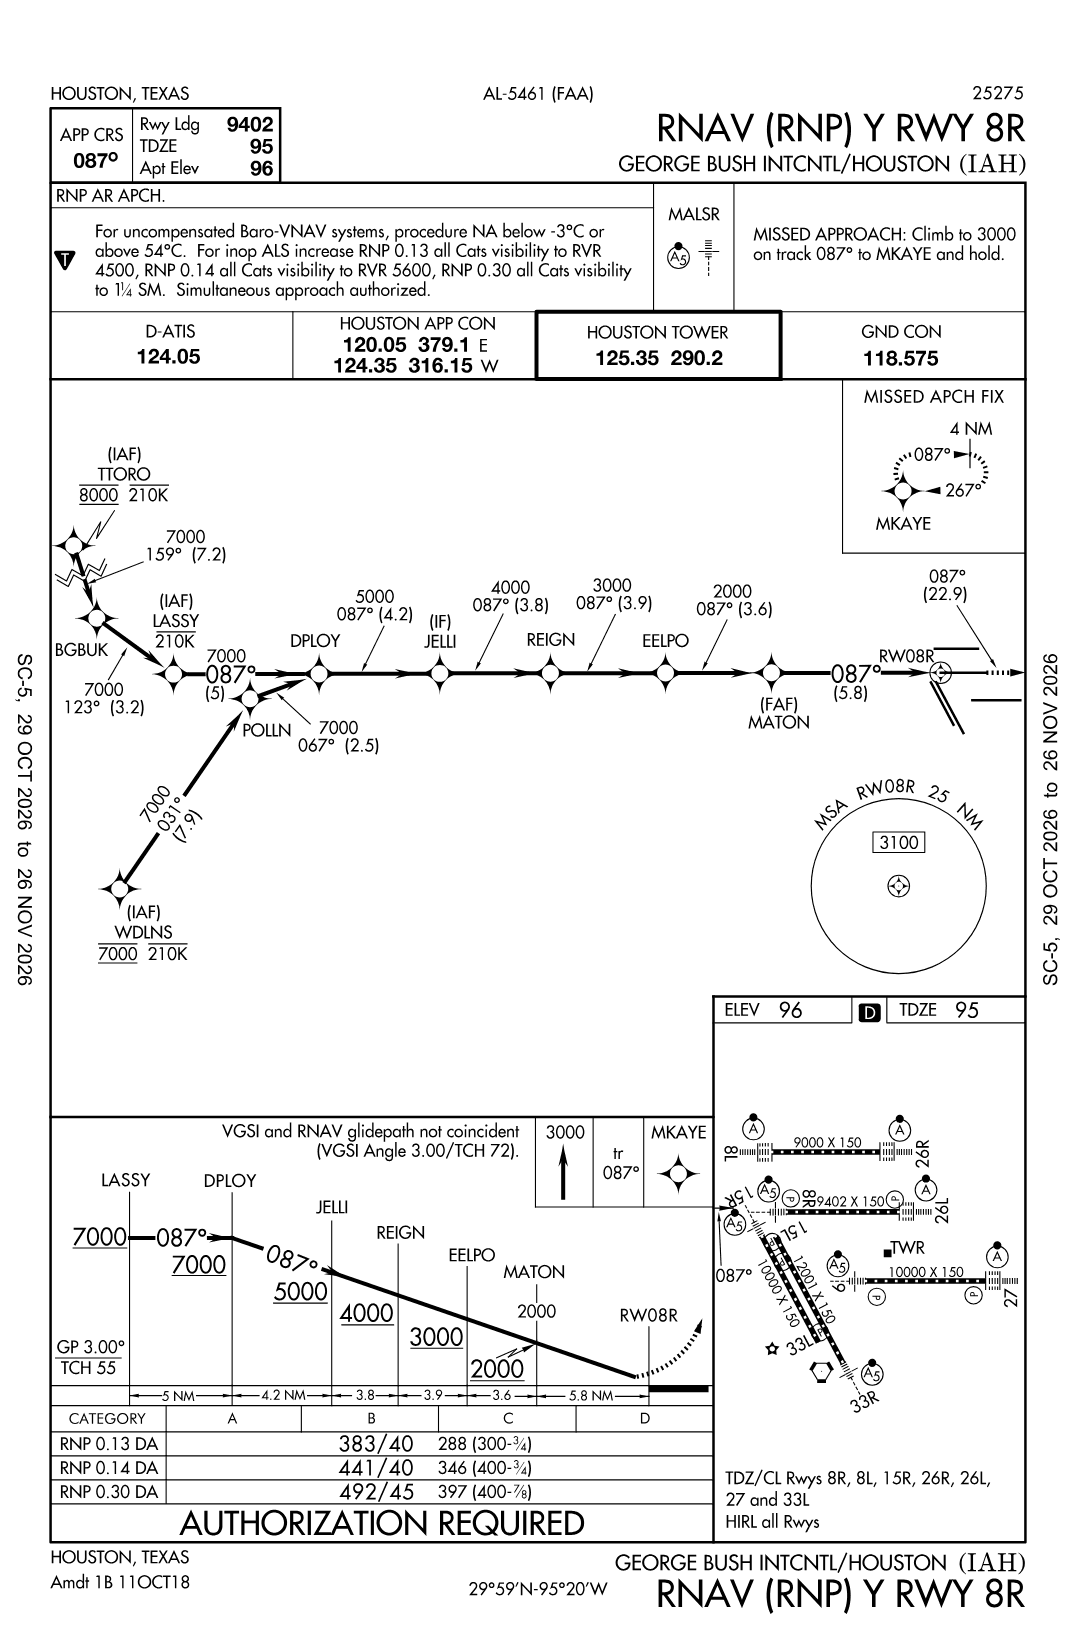 HOUSTON, TEXAS
AL-5461 (FAA)
25275
APP CRS
087°
Rwy Ldg 9402
TDZE 95
Apt Elev 96
RNAV (RNP) Y RWY 8R
GEORGE BUSH INTCNTL/HOUSTON (IAH)
RNP AR APCH.
T
For uncompensated Baro-VNAV systems, procedure NA below -3°C or
above 54°C. For inop ALS increase RNP 0.13 all Cats visibility to RVR
4500, RNP 0.14 all Cats visibility to RVR 5600, RNP 0.30 all Cats visibility
to 1¼ SM. Simultaneous approach authorized.
MALSR
A5
MISSED APPROACH: Climb to 3000
on track 087° to MKAYE and hold.
D-ATIS
124.05
HOUSTON APP CON
120.05 379.1 E
124.35 316.15 W
HOUSTON TOWER
125.35 290.2
GND CON
118.575
MISSED APCH FIX
4 NM
087°
267°
MKAYE
(IAF)
TTORO
8000 210K
7000
159° (7.2)
BGBUK
7000
123° (3.2)
(IAF)
LASSY
210K
7000
087°
(5)
DPLOY
POLLN
7000
067° (2.5)
7000
031°
(7.9)
(IAF)
WDLNS
7000 210K
5000
087° (4.2)
(IF)
JELLI
4000
087° (3.8)
REIGN
3000
087° (3.9)
EELPO
2000
087° (3.6)
(FAF)
MATON
087°
(5.8)
RW08R
087°
(22.9)
MSA RW08R 25 NM
3100
SC-5, 29 OCT 2026 to 26 NOV 2026
SC-5, 29 OCT 2026 to 26 NOV 2026
ELEV 96
D
TDZE 95
A
8L
9000 X 150
A
26R
15R
A5
A5
P
8R
9402 X 150
P
A
26L
15L
087°
P
10000 X 150
12001 X 150
TWR
A5
9
P
10000 X 150
P
A
27
33L
A5
33R
TDZ/CL Rwys 8R, 8L, 15R, 26R, 26L,
27 and 33L
HIRL all Rwys
VGSI and RNAV glidepath not coincident
(VGSI Angle 3.00/TCH 72).
3000
tr
087°
MKAYE
LASSY
DPLOY
JELLI
REIGN
EELPO
MATON
2000
RW08R
7000
087°
7000
087°
5000
4000
3000
2000
GP 3.00°
TCH 55
5 NM
4.2 NM
3.8
3.9
3.6
5.8 NM
CATEGORY A B C D
RNP 0.13 DA 383/40 288 (300-¾)
RNP 0.14 DA 441/40 346 (400-¾)
RNP 0.30 DA 492/45 397 (400-⅞)
AUTHORIZATION REQUIRED
HOUSTON, TEXAS
Amdt 1B 11OCT18
29°59'N-95°20'W
GEORGE BUSH INTCNTL/HOUSTON (IAH)
RNAV (RNP) Y RWY 8R